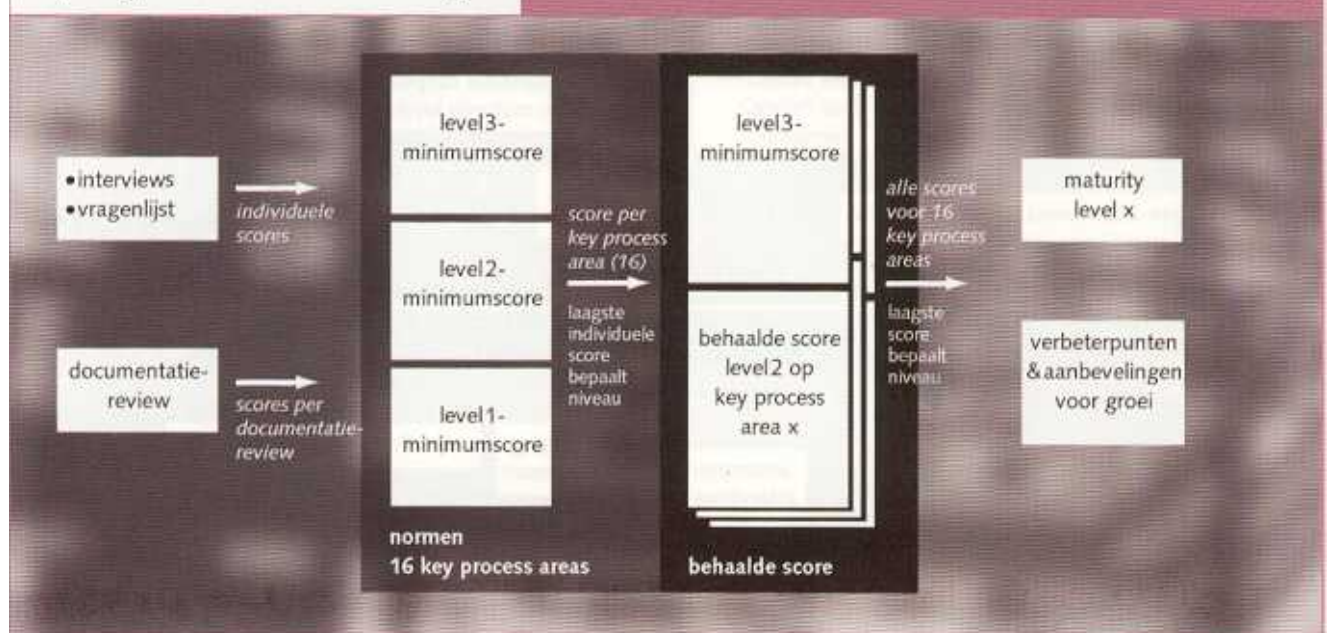 • interviews
• vragenlijst
individuele
scores
documentatie-
review
scores per
documentatie-
review
level3-
minimumscore
level2-
minimumscore
level1-
minimumscore
normen
16 key process areas
score per
key process
area (16)
laagste
individuele
score
bepaalt
niveau
level3-
minimumscore
behaalde score
level2 op
key process
area x
behaalde score
alle scores
voor 16
key process
areas
laagste
score
bepaalt
niveau
maturity
level x
verbeterpunten
& aanbevelingen
voor groei